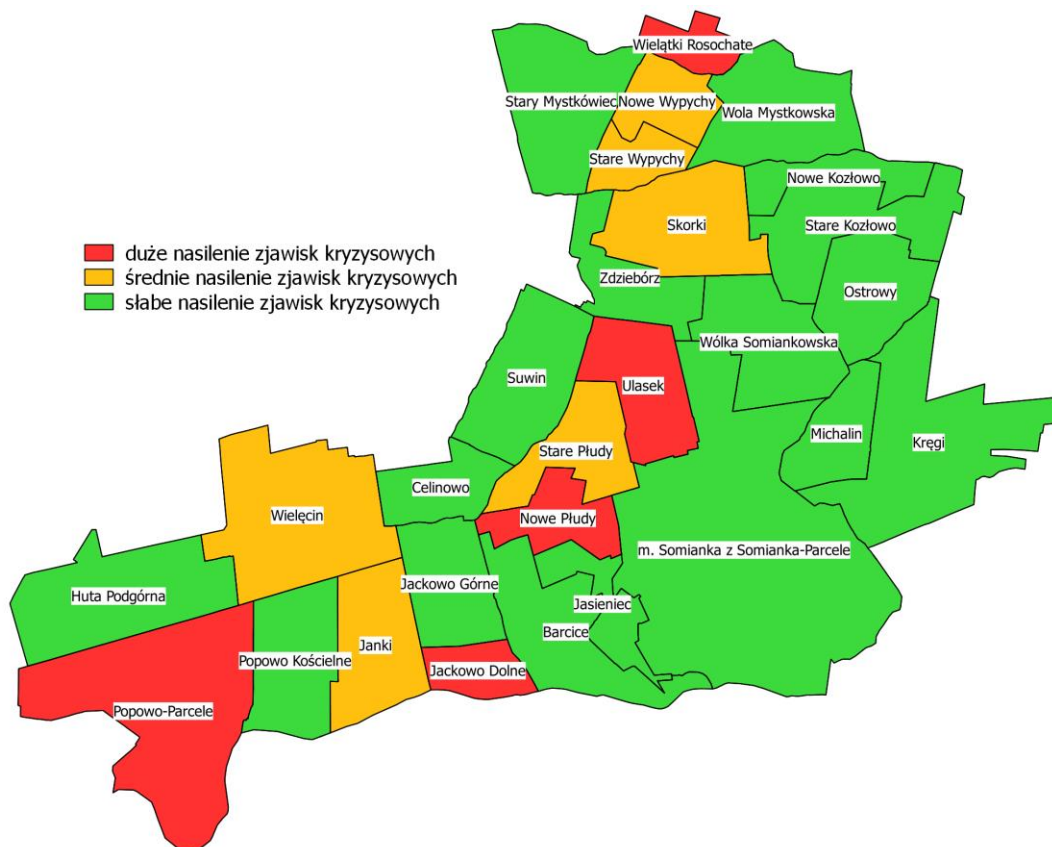 Wielątki Rosochate
Stary Mystkówiec
Nowe Wypychy
Wola Mystkowska
Stare Wypychy
Nowe Kozłowo
Skorki
Stare Kozłowo
duże nasilenie zjawisk kryzysowych
średnie nasilenie zjawisk kryzysowych
słabe nasilenie zjawisk kryzysowych
Zdziebórz
Ostrowy
Wólka Somiankowska
Suwin
Ulasek
Michalin
Kręgi
Stare Płudy
Celinowo
Wielęcin
Nowe Płudy
m. Somianka z Somianka-Parcele
Huta Podgórna
Jackowo Górne
Jasieniec
Barcice
Popowo Kościelne
Janki
Jackowo Dolne
Popowo-Parcele